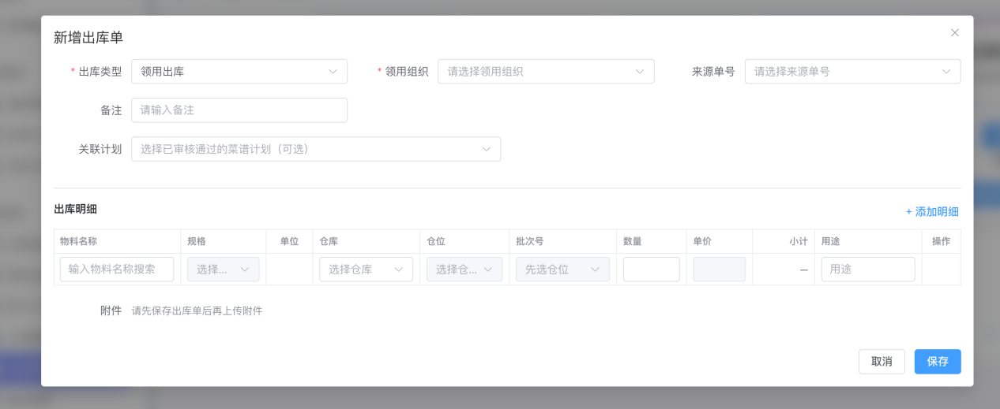 新增出库单
* 出库类型 领用出库 * 领用组织 请选择领用组织 来源单号 请选择来源单号
备注 请输入备注
关联计划 选择已审核通过的菜谱计划（可选）
出库明细
+ 添加明细
物料名称 规格 单位 仓库 仓位 批次号 数量 单价 小计 用途 操作
输入物料名称搜索 选择... 选择仓库 选择仓... 先选仓位 — 用途
附件 请先保存出库单后再上传附件
取消 保存